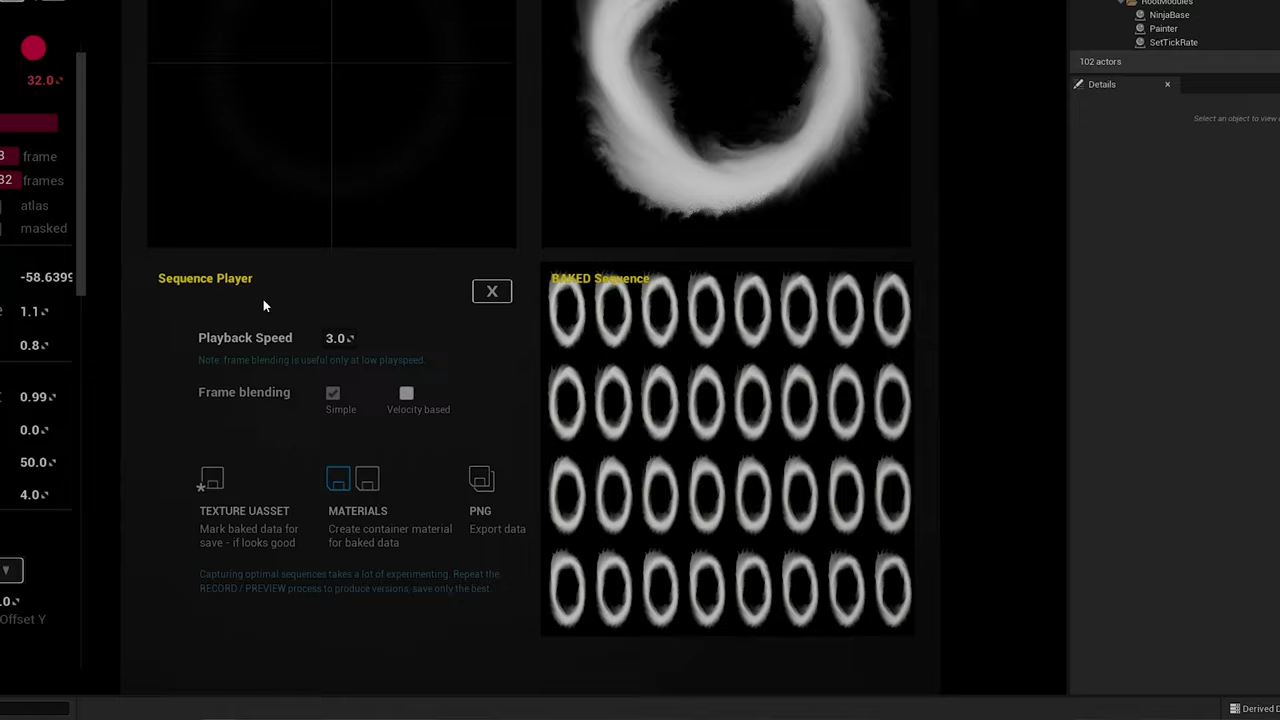 RootModules
NinjaBase
Painter
SetTickRate
102 actors
Details
Select an object to view
32.0
frame
32 frames
atlas
masked
-58.6399
1.1
0.8
0.99
0.0
50.0
4.0
Offset Y
Sequence Player
X
Playback Speed 3.0
Note: frame blending is useful only at low playspeed.
Frame blending
Simple Velocity based
TEXTURE UASSET
Mark baked data for
save - if looks good
MATERIALS
Create container material
for baked data
PNG
Export data
Capturing optimal sequences takes a lot of experimenting. Repeat the
RECORD / PREVIEW process to produce versions, save only the best.
BAKED Sequence
Derived D